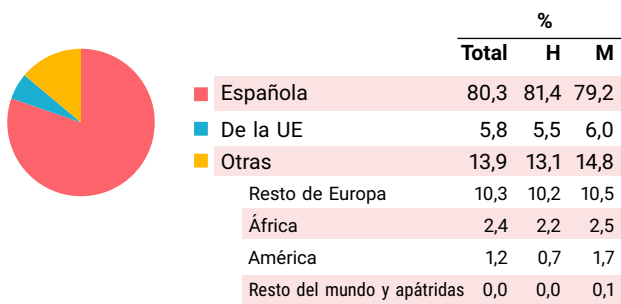 %
Total H M
Española 80,3 81,4 79,2
De la UE 5,8 5,5 6,0
Otras 13,9 13,1 14,8
Resto de Europa 10,3 10,2 10,5
África 2,4 2,2 2,5
América 1,2 0,7 1,7
Resto del mundo y apátridas 0,0 0,0 0,1